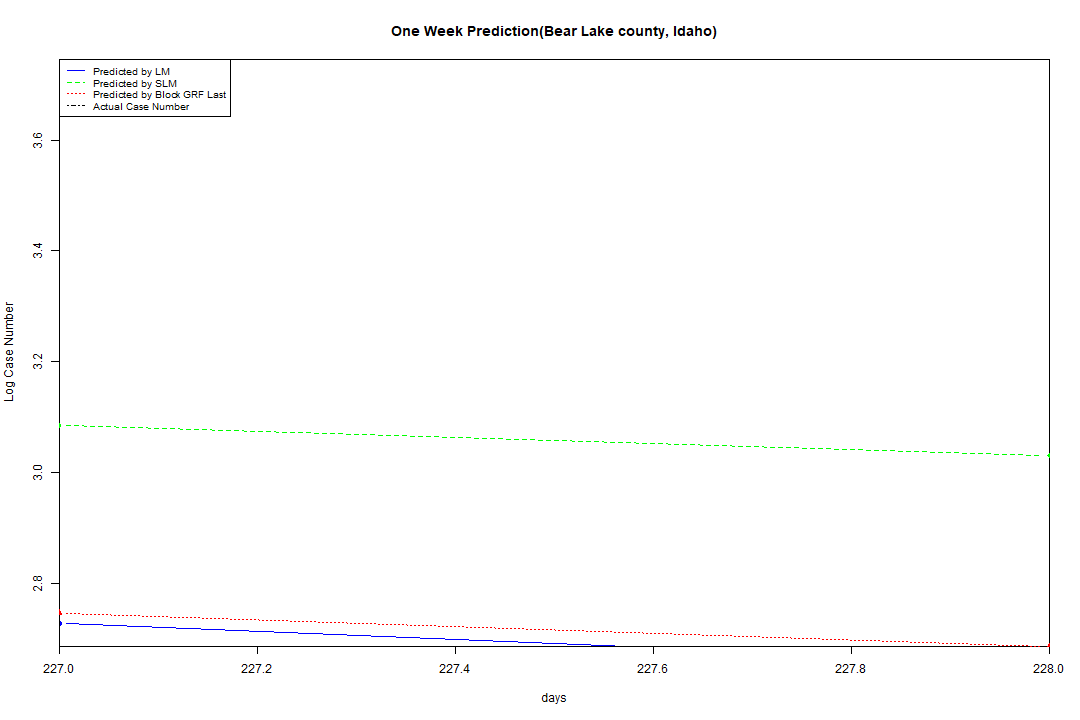 One Week Prediction(Bear Lake county, Idaho)
Predicted by LM
Predicted by SLM
Predicted by Block GRF Last
Actual Case Number
3.6
3.4
3.2
3.0
2.8
Log Case Number
227.0 227.2 227.4 227.6 227.8 228.0
days